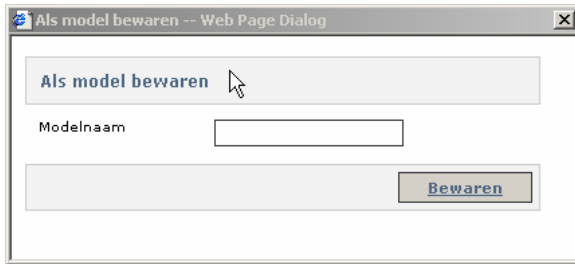 Als model bewaren -- Web Page Dialog
Als model bewaren
Modelnaam
Bewaren